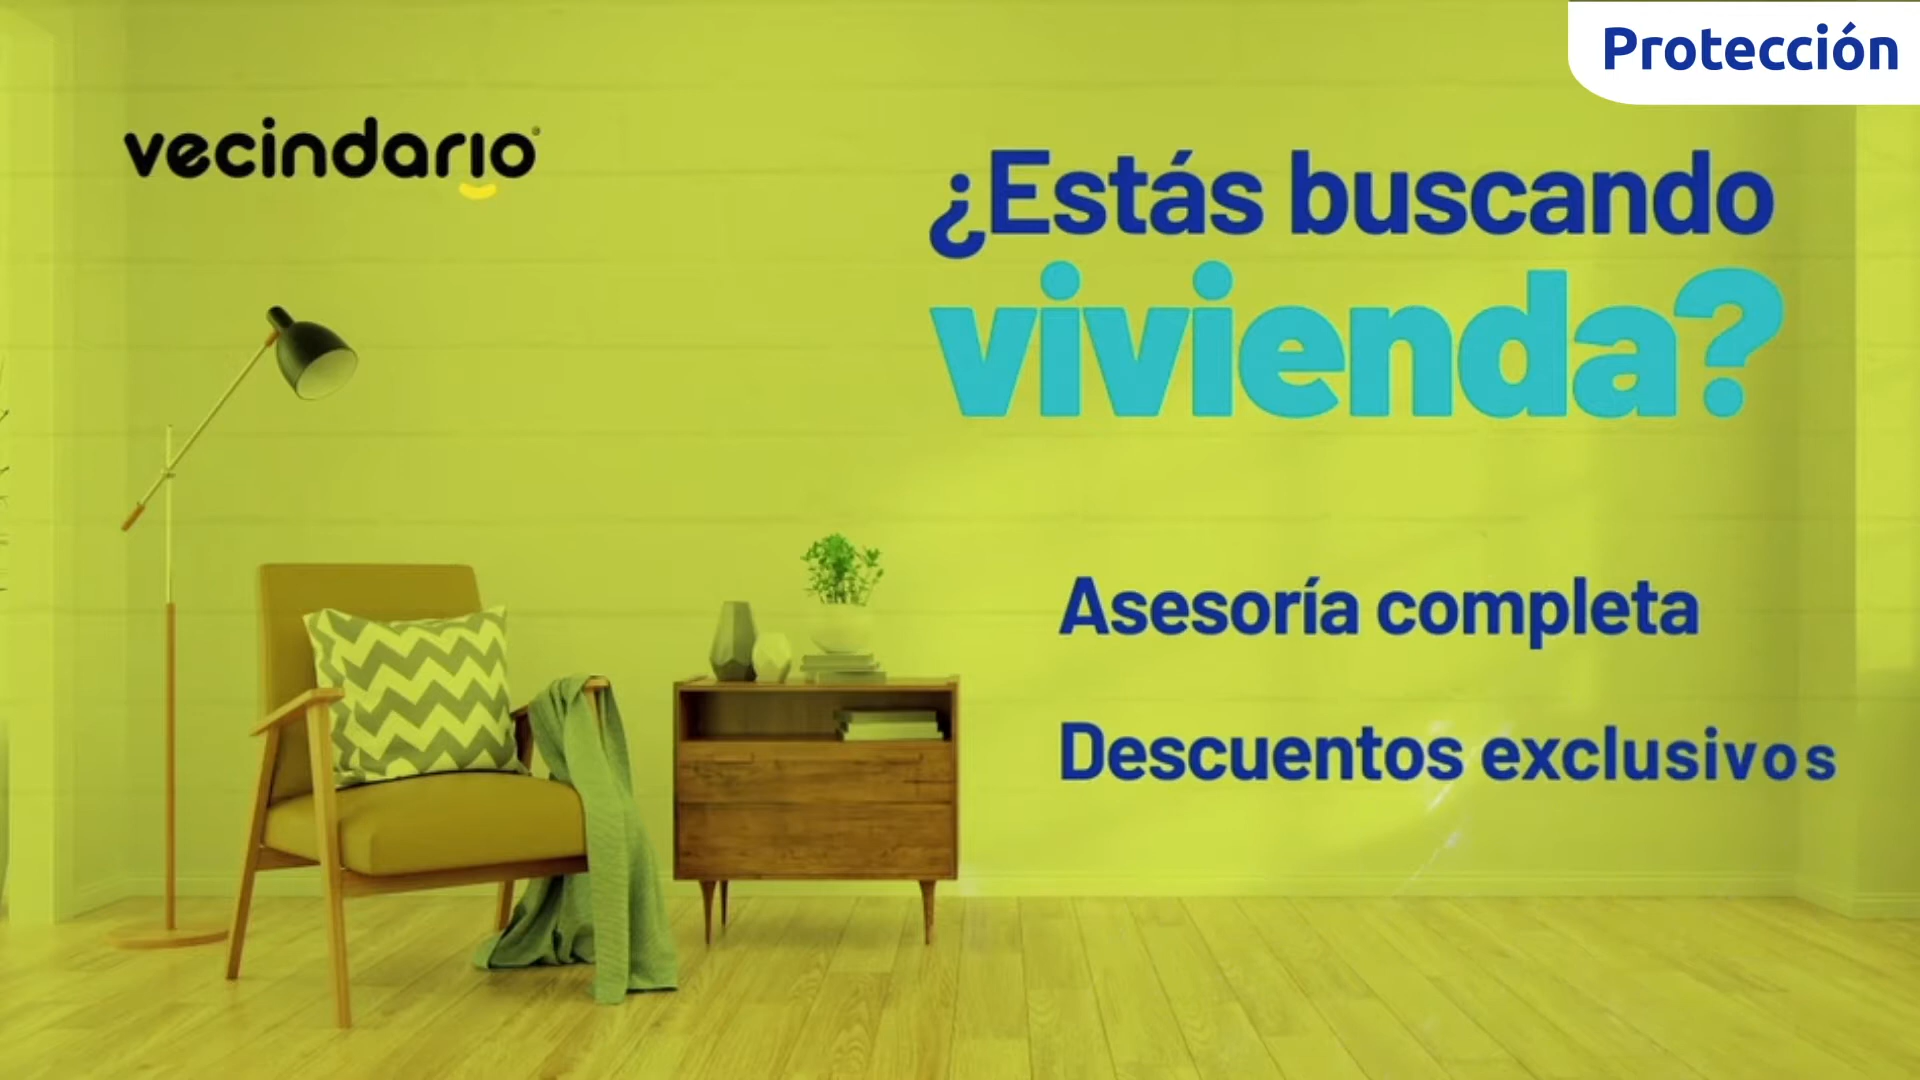 Protección
vecindario
¿Estás buscando
vivienda?
Asesoría completa
Descuentos exclusivos